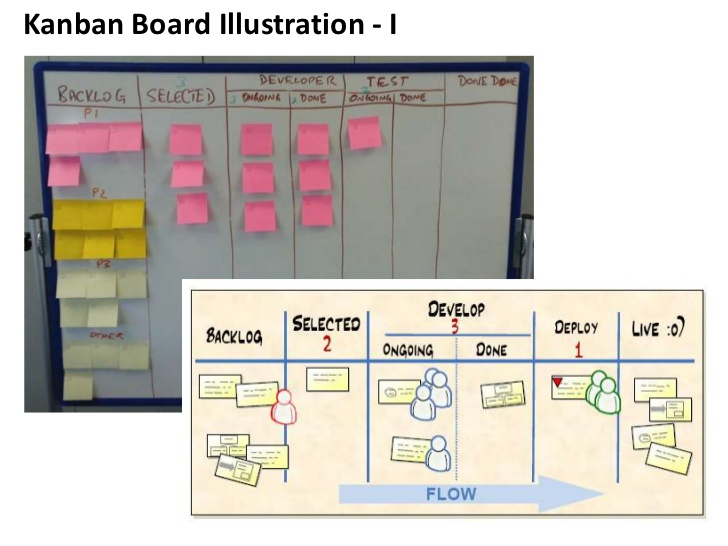 Kanban Board Illustration - I
BACKLOG
SELECTED
3
DEVELOPER
ONGOING
DONE
TEST
ONGOING
DONE
DONE DONE
P1
P2
P3
OTHER
BACKLOG
SELECTED
2
DEVELOP
3
ONGOING
DONE
DEPLOY
1
LIVE :o)
FLOW